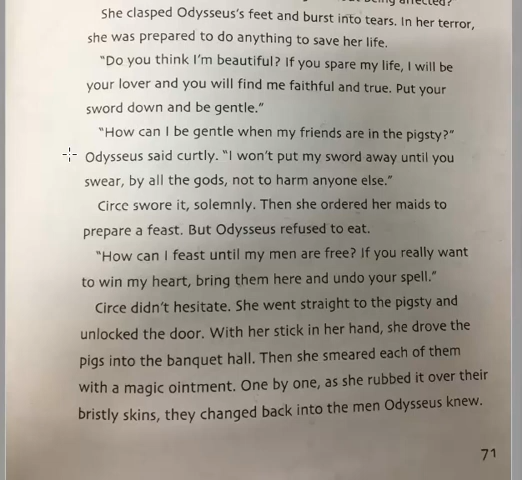 being affected?
She clasped Odysseus's feet and burst into tears. In her terror,
she was prepared to do anything to save her life.
"Do you think I'm beautiful? If you spare my life, I will be
your lover and you will find me faithful and true. Put your
sword down and be gentle."
"How can I be gentle when my friends are in the pigsty?"
Odysseus said curtly. "I won't put my sword away until you
swear, by all the gods, not to harm anyone else."
Circe swore it, solemnly. Then she ordered her maids to
prepare a feast. But Odysseus refused to eat.
"How can I feast until my men are free? If you really want
to win my heart, bring them here and undo your spell."
Circe didn't hesitate. She went straight to the pigsty and
unlocked the door. With her stick in her hand, she drove the
pigs into the banquet hall. Then she smeared each of them
with a magic ointment. One by one, as she rubbed it over their
bristly skins, they changed back into the men Odysseus knew.
71